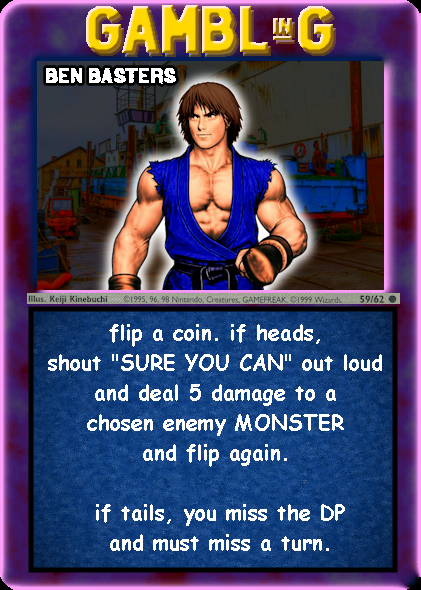 GAMBLinG
BEN BASTERS
Illus. Keiji Kinebuchi ©1995, 96, 98 Nintendo, Creatures, GAMEFREAK. ©1999 Wizards. 59/62 ●
flip a coin. if heads,
shout "SURE YOU CAN" out loud
and deal 5 damage to a
chosen enemy MONSTER
and flip again.
if tails, you miss the DP
and must miss a turn.